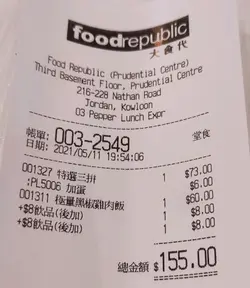 foodrepublic
大食代
Food Republic (Prudential Centre)
Third Basement Floor, Prudential Centre
216-228 Nathan Road
Jordan, Kowloon
03 Pepper Lunch Expr
帳單: 003-2549 堂食
日期: 2021/05/11 19:54:06
001327 特選三拼 1 $73.00
:PL5006 加蛋 1 $6.00
001311 極量黑椒雞肉飯 1 $60.00
+$8飲品(後加) 1 $8.00
+$8飲品(後加) 1 $8.00
總金額 $155.00